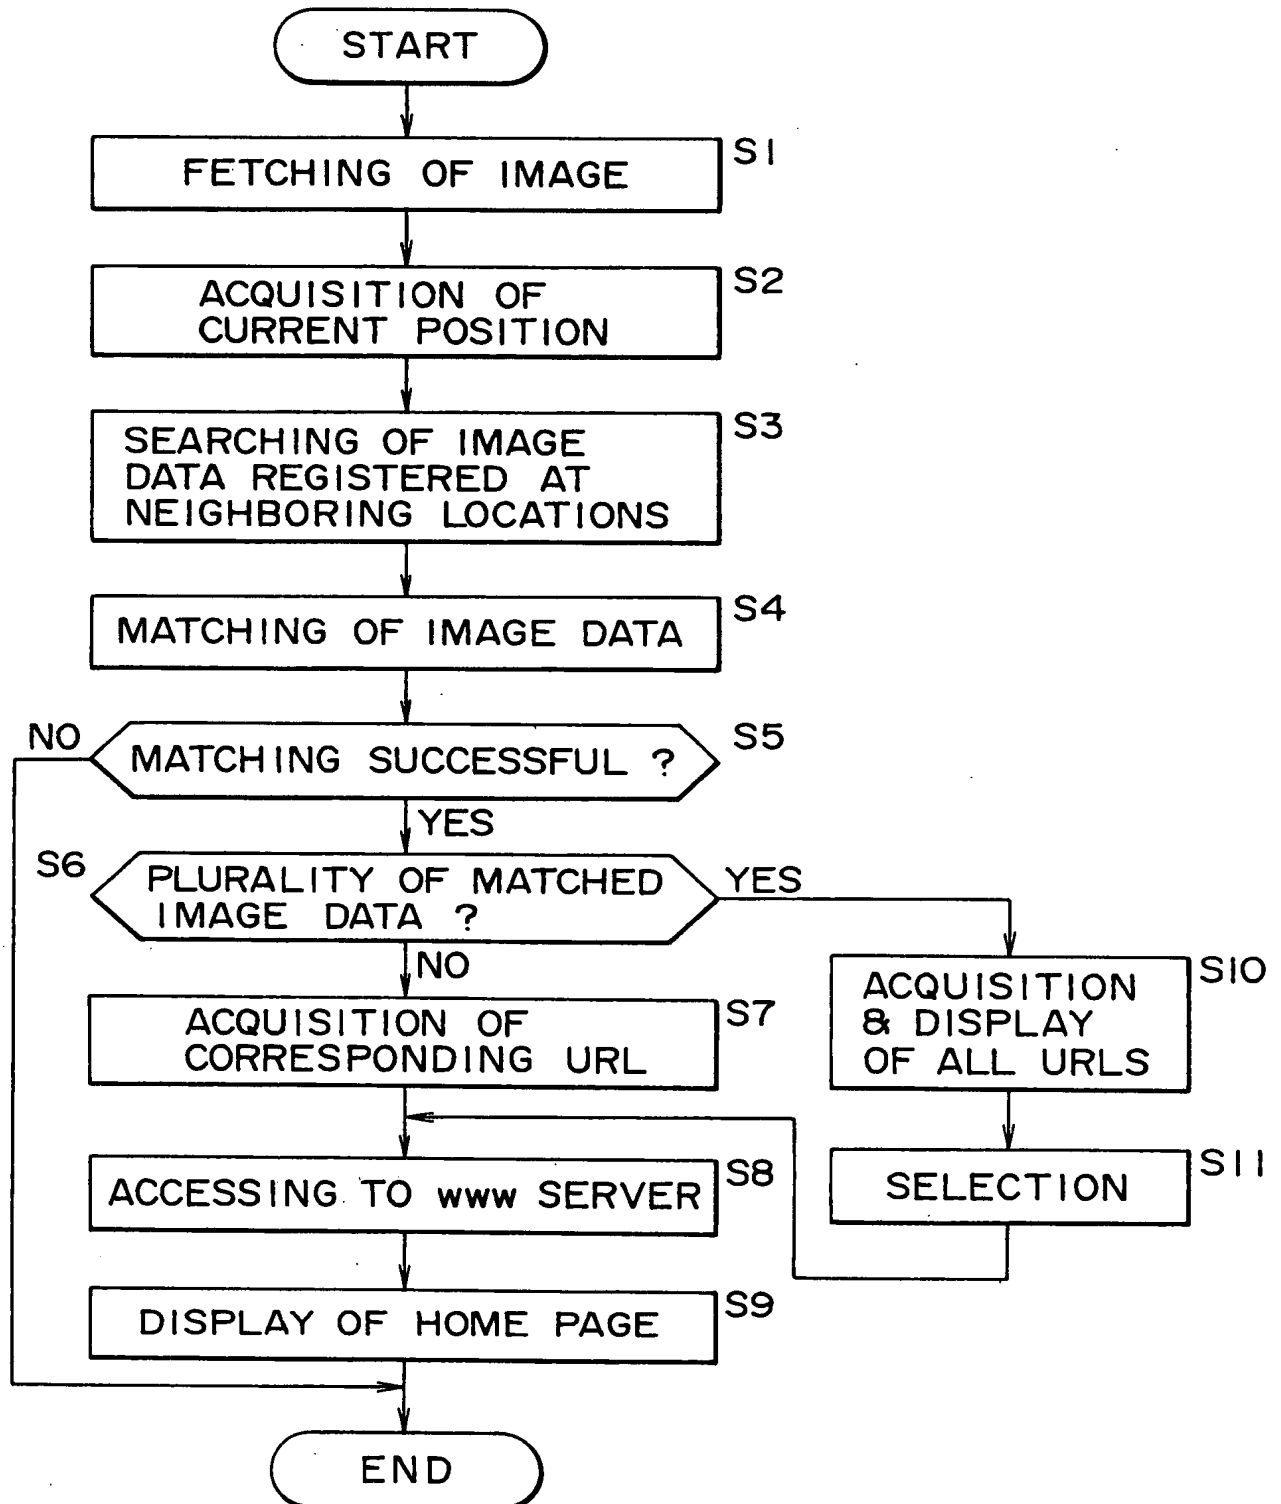 START
FETCHING OF IMAGE
S1
ACQUISITION OF
CURRENT POSITION
S2
SEARCHING OF IMAGE
DATA REGISTERED AT
NEIGHBORING LOCATIONS
S3
MATCHING OF IMAGE DATA
S4
NO
MATCHING SUCCESSFUL ?
S5
YES
S6
PLURALITY OF MATCHED
IMAGE DATA ?
YES
NO
ACQUISITION OF
CORRESPONDING URL
S7
ACQUISITION
& DISPLAY
OF ALL URLS
S10
ACCESSING TO WWW SERVER
S8
SELECTION
S11
DISPLAY OF HOME PAGE
S9
END